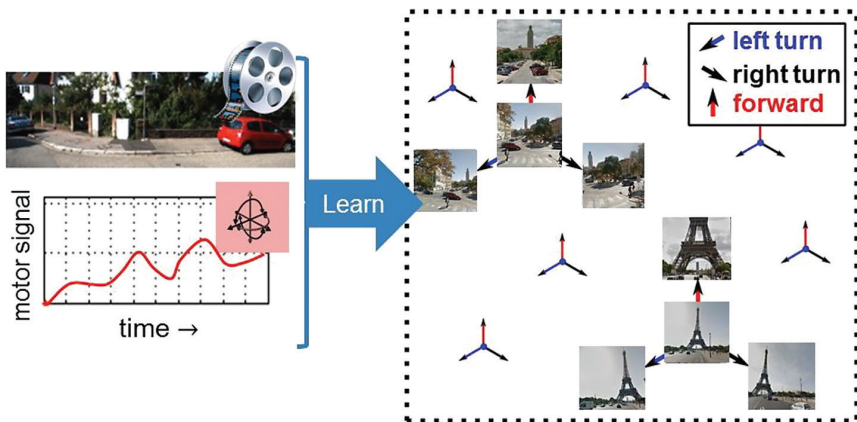 motor signal
time →
Learn
left turn
right turn
forward